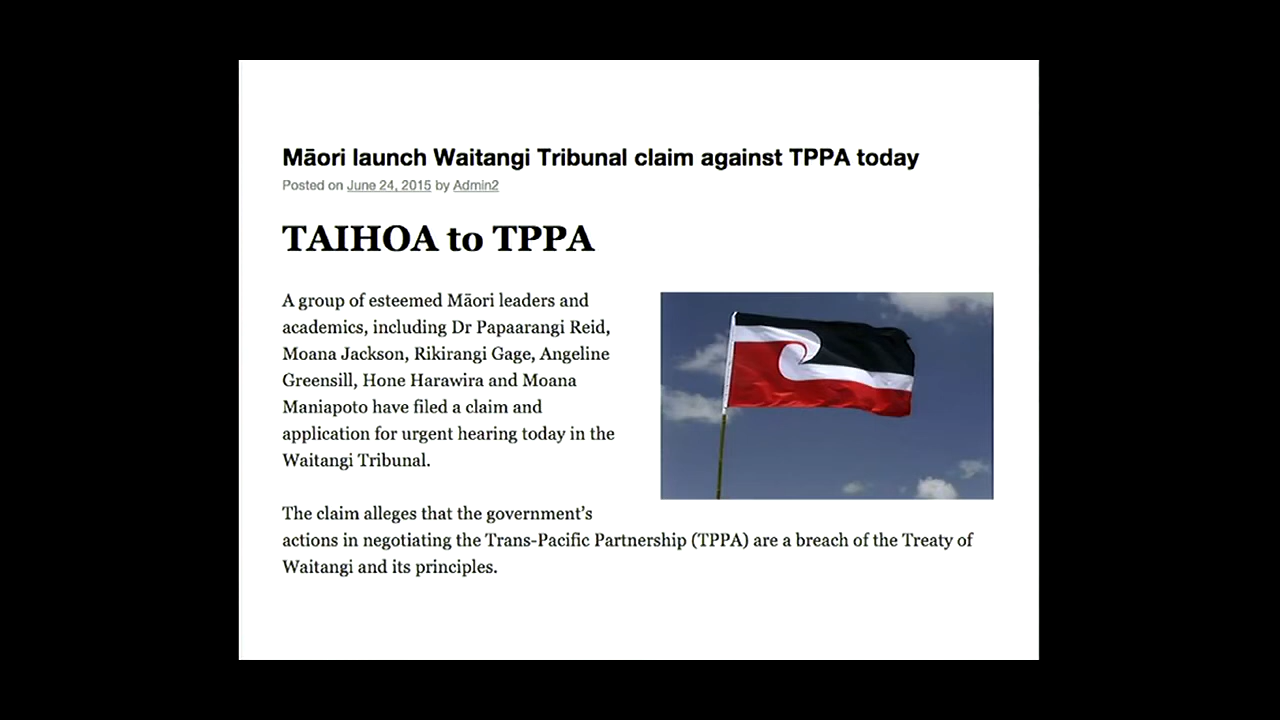 Māori launch Waitangi Tribunal claim against TPPA today
Posted on June 24, 2015 by Admin2
TAIHOA to TPPA
A group of esteemed Māori leaders and
academics, including Dr Papaarangi Reid,
Moana Jackson, Rikirangi Gage, Angeline
Greensill, Hone Harawira and Moana
Maniapoto have filed a claim and
application for urgent hearing today in the
Waitangi Tribunal.
The claim alleges that the government's
actions in negotiating the Trans-Pacific Partnership (TPPA) are a breach of the Treaty of
Waitangi and its principles.